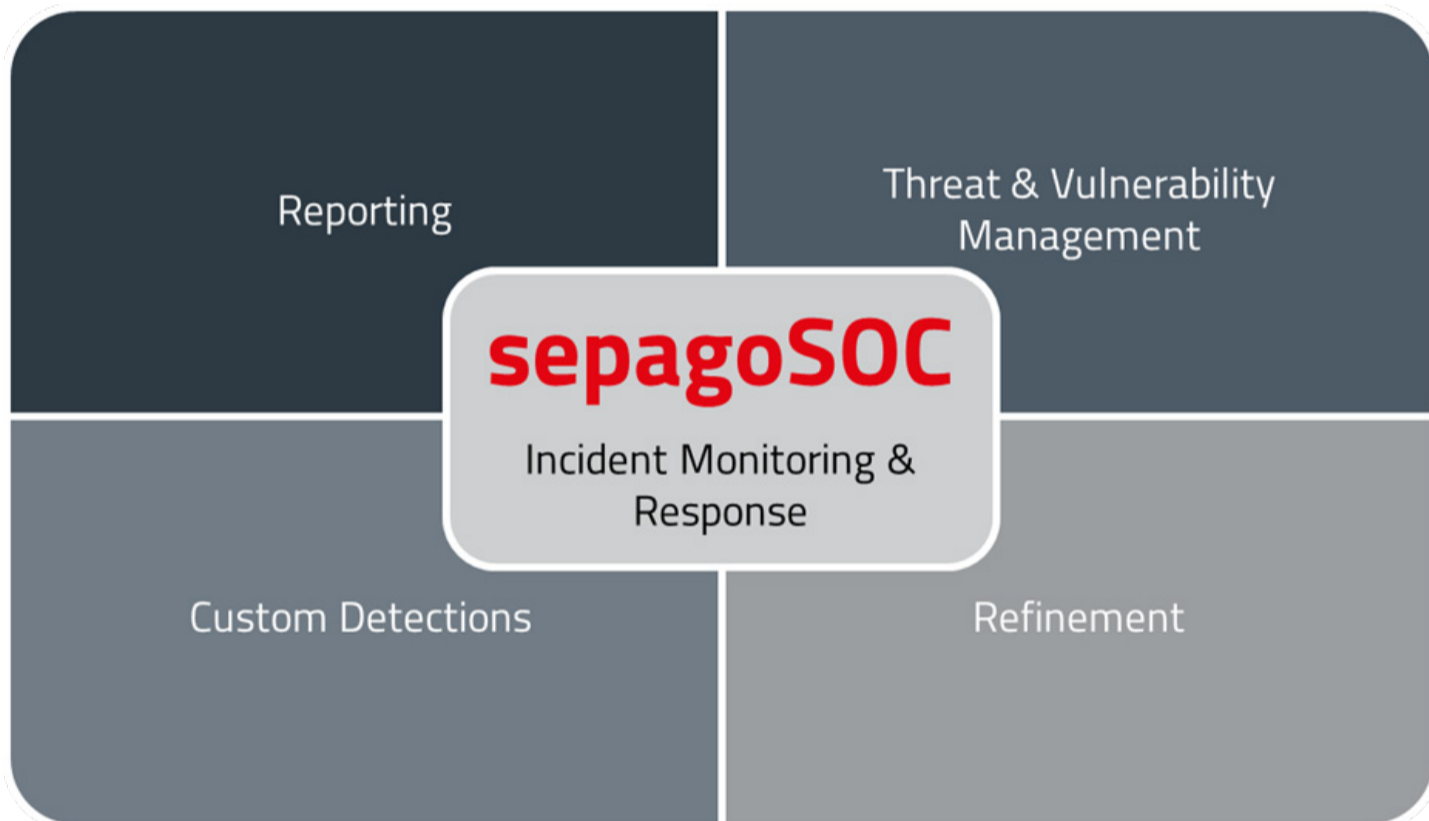 Reporting
Threat & Vulnerability
Management
sepagoSOC
Incident Monitoring &
Response
Custom Detections
Refinement